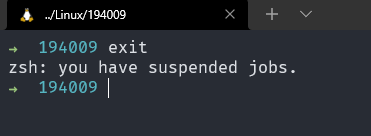 ../Linux/194009
→ 194009 exit
zsh: you have suspended jobs.
→ 194009